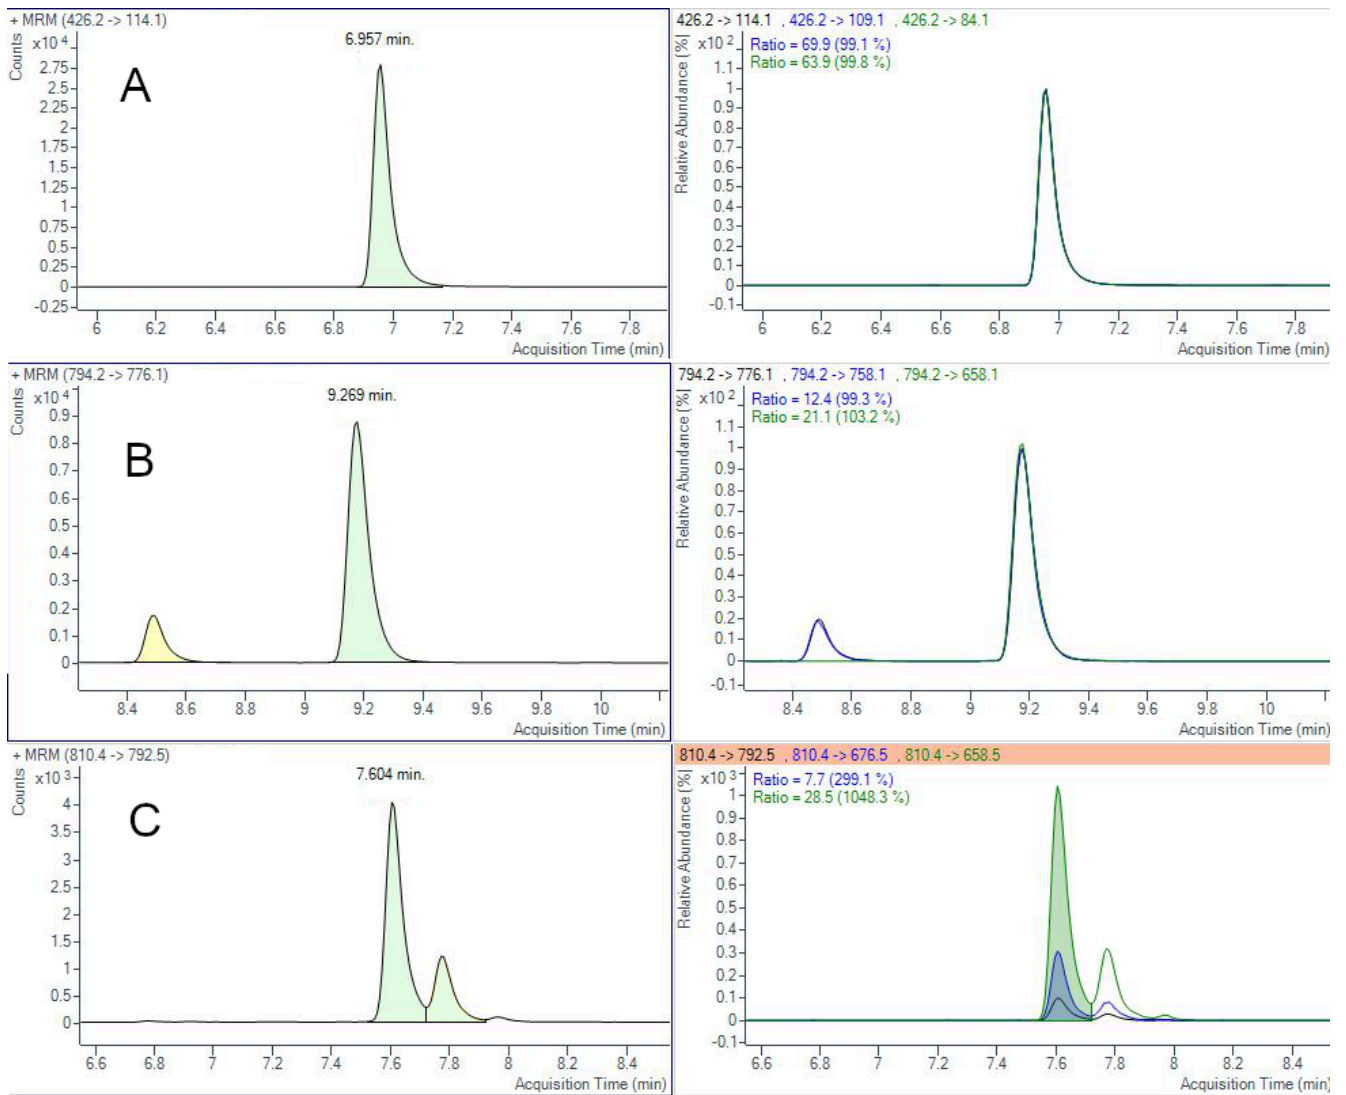 + MRM (426.2 -> 114.1)
Counts
x10 4
6.957 min.
A
2.75
2.5
2.25
2
1.75
1.5
1.25
1
0.75
0.5
0.25
0
-0.25
6 6.2 6.4 6.6 6.8 7 7.2 7.4 7.6 7.8
Acquisition Time (min)
426.2 -> 114.1 , 426.2 -> 109.1 , 426.2 -> 84.1
Relative Abundance (%)
x10 2
Ratio = 69.9 (99.1 %)
Ratio = 63.9 (99.8 %)
1.1
1
0.9
0.8
0.7
0.6
0.5
0.4
0.3
0.2
0.1
0
-0.1
6 6.2 6.4 6.6 6.8 7 7.2 7.4 7.6 7.8
Acquisition Time (min)
+ MRM (794.2 -> 776.1)
Counts
x10 4
9.269 min.
B
0.9
0.8
0.7
0.6
0.5
0.4
0.3
0.2
0.1
0
8.4 8.6 8.8 9 9.2 9.4 9.6 9.8 10
Acquisition Time (min)
794.2 -> 776.1 , 794.2 -> 758.1 , 794.2 -> 658.1
Relative Abundance (%)
x10 2
Ratio = 12.4 (99.3 %)
Ratio = 21.1 (103.2 %)
1.1
1
0.9
0.8
0.7
0.6
0.5
0.4
0.3
0.2
0.1
0
-0.1
8.4 8.6 8.8 9 9.2 9.4 9.6 9.8 10
Acquisition Time (min)
+ MRM (810.4 -> 792.5)
Counts
x10 3
7.604 min.
C
4
3.5
3
2.5
2
1.5
1
0.5
0
6.6 6.8 7 7.2 7.4 7.6 7.8 8 8.2 8.4
Acquisition Time (min)
810.4 -> 792.5 , 810.4 -> 676.5 , 810.4 -> 658.5
Relative Abundance (%)
x10 3
Ratio = 7.7 (299.1 %)
Ratio = 28.5 (1048.3 %)
1
0.9
0.8
0.7
0.6
0.5
0.4
0.3
0.2
0.1
0
-0.1
6.6 6.8 7 7.2 7.4 7.6 7.8 8 8.2 8.4
Acquisition Time (min)